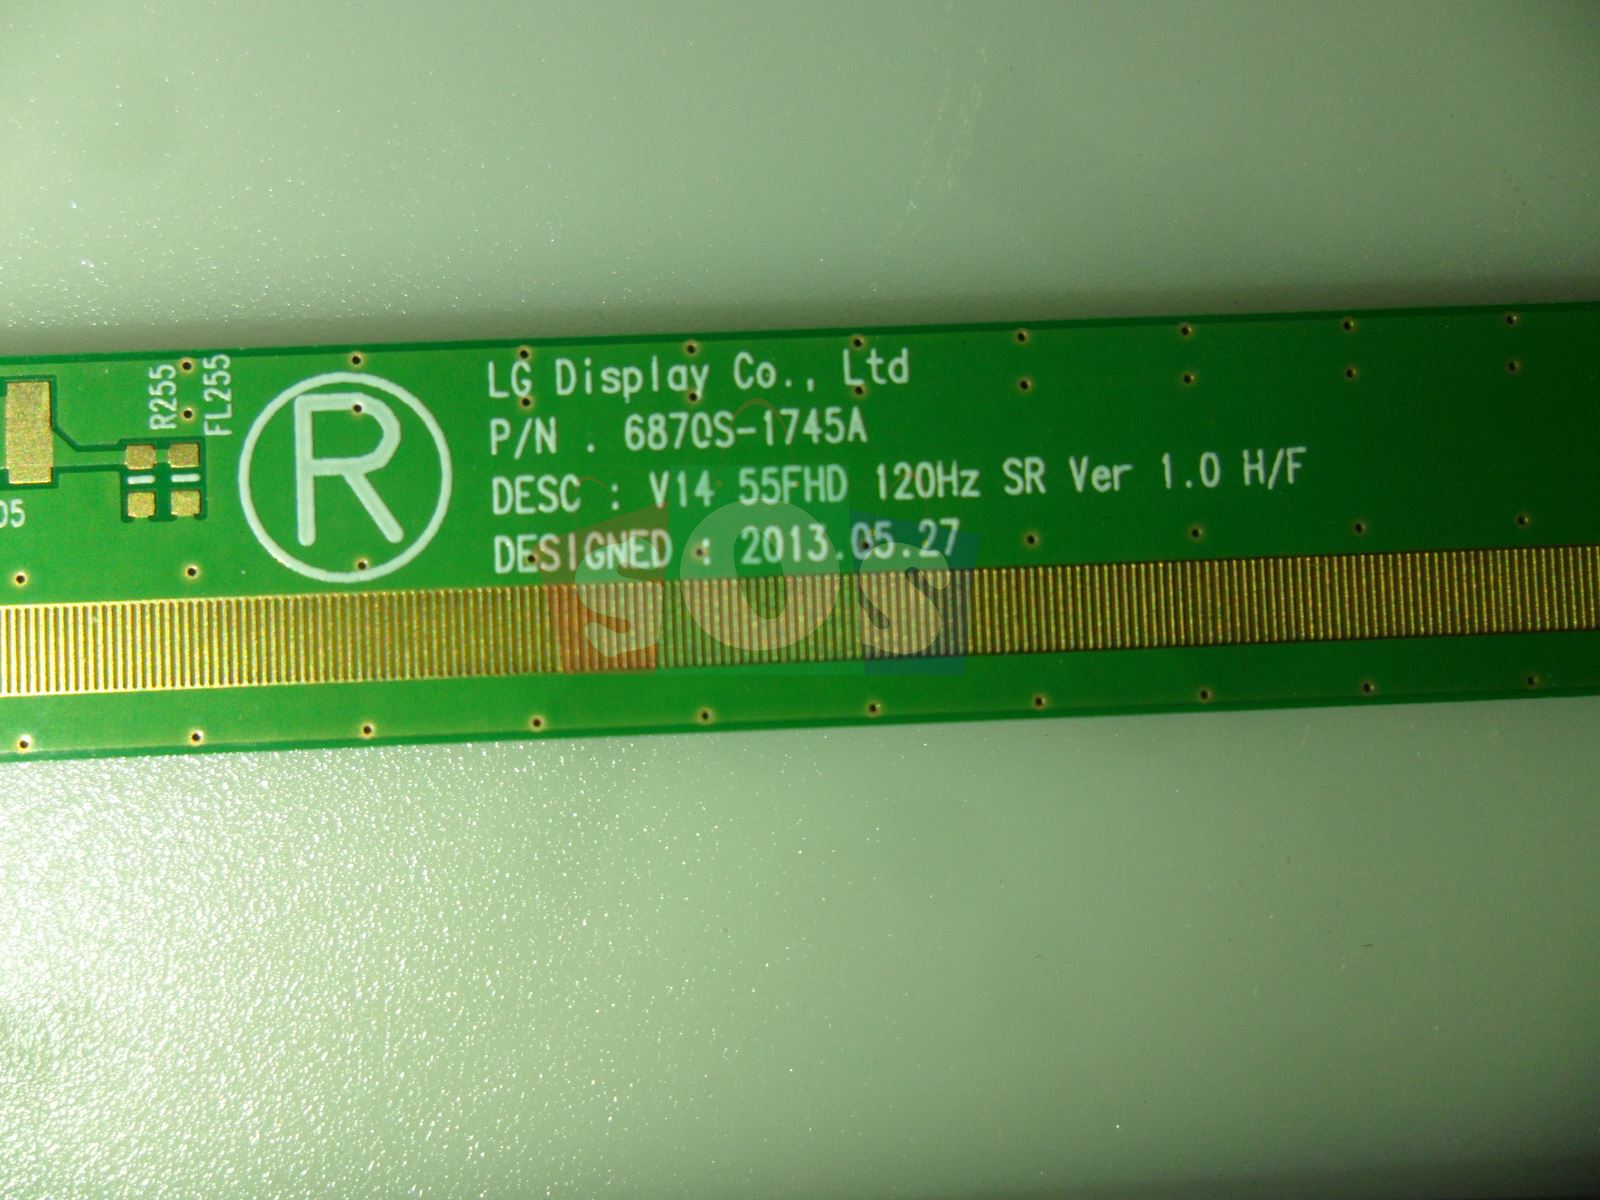 R255
FL255
R
LG Display Co., Ltd
P/N . 6870S-1745A
DESC : V14 55FHD 120Hz SR Ver 1.0 H/F
DESIGNED : 2013.05.27
05
SOS